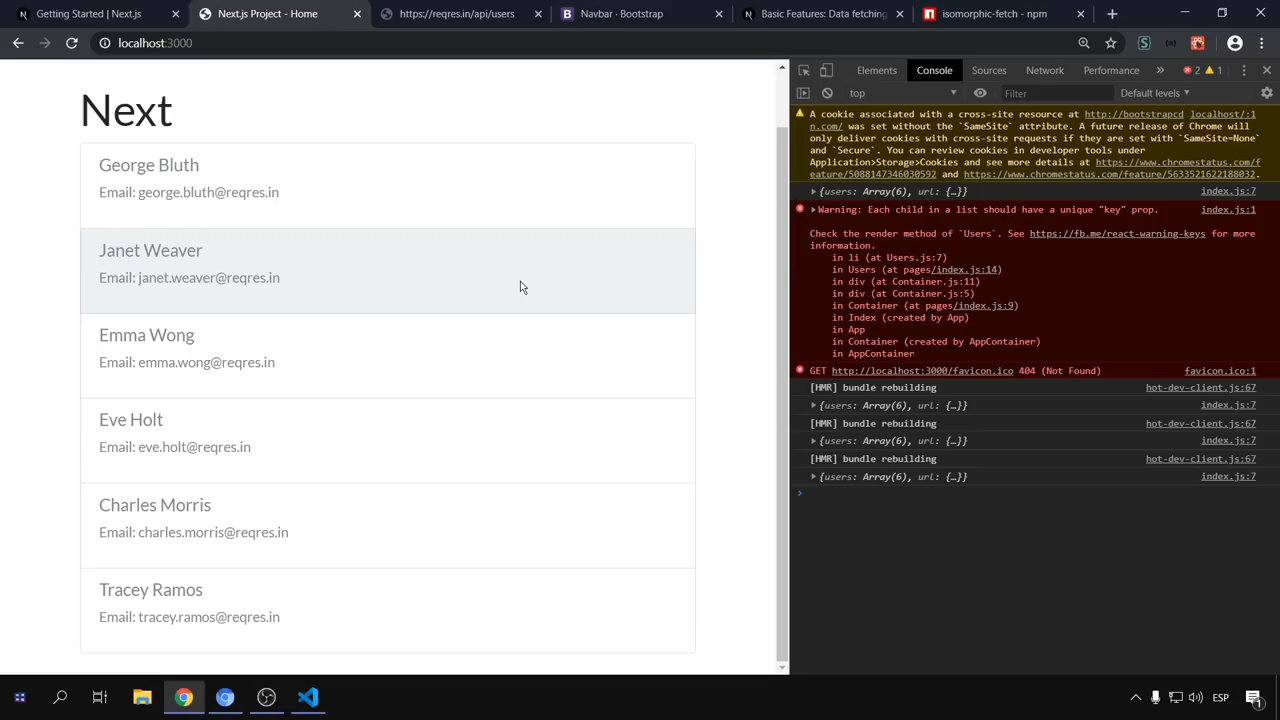 Getting Started | Next.js
Next.js Project - Home
https://reqres.in/api/users
Navbar · Bootstrap
Basic Features: Data fetching
isomorphic-fetch - npm
localhost:3000
Next
George Bluth
Email: george.bluth@reqres.in
Janet Weaver
Email: janet.weaver@reqres.in
Emma Wong
Email: emma.wong@reqres.in
Eve Holt
Email: eve.holt@reqres.in
Charles Morris
Email: charles.morris@reqres.in
Tracey Ramos
Email: tracey.ramos@reqres.in
Elements Console Sources Network Performance » 2 1
top Filter Default levels
A cookie associated with a cross-site resource at http://bootstrapcd localhost/:1
n.com/ was set without the `SameSite` attribute. A future release of Chrome will
only deliver cookies with cross-site requests if they are set with `SameSite=None`
and `Secure`. You can review cookies in developer tools under
Application>Storage>Cookies and see more details at https://www.chromestatus.com/f
eature/5088147346030592 and https://www.chromestatus.com/feature/5633521622188032.
{users: Array(6), url: {…}} index.js:7
Warning: Each child in a list should have a unique "key" prop. index.js:1
Check the render method of `Users`. See https://fb.me/react-warning-keys for more
information.
in li (at Users.js:7)
in Users (at pages/index.js:14)
in div (at Container.js:11)
in div (at Container.js:5)
in Container (at pages/index.js:9)
in Index (created by App)
in App
in Container (created by AppContainer)
in AppContainer
GET http://localhost:3000/favicon.ico 404 (Not Found) favicon.ico:1
[HMR] bundle rebuilding hot-dev-client.js:67
{users: Array(6), url: {…}} index.js:7
[HMR] bundle rebuilding hot-dev-client.js:67
{users: Array(6), url: {…}} index.js:7
[HMR] bundle rebuilding hot-dev-client.js:67
{users: Array(6), url: {…}} index.js:7
ESP
1